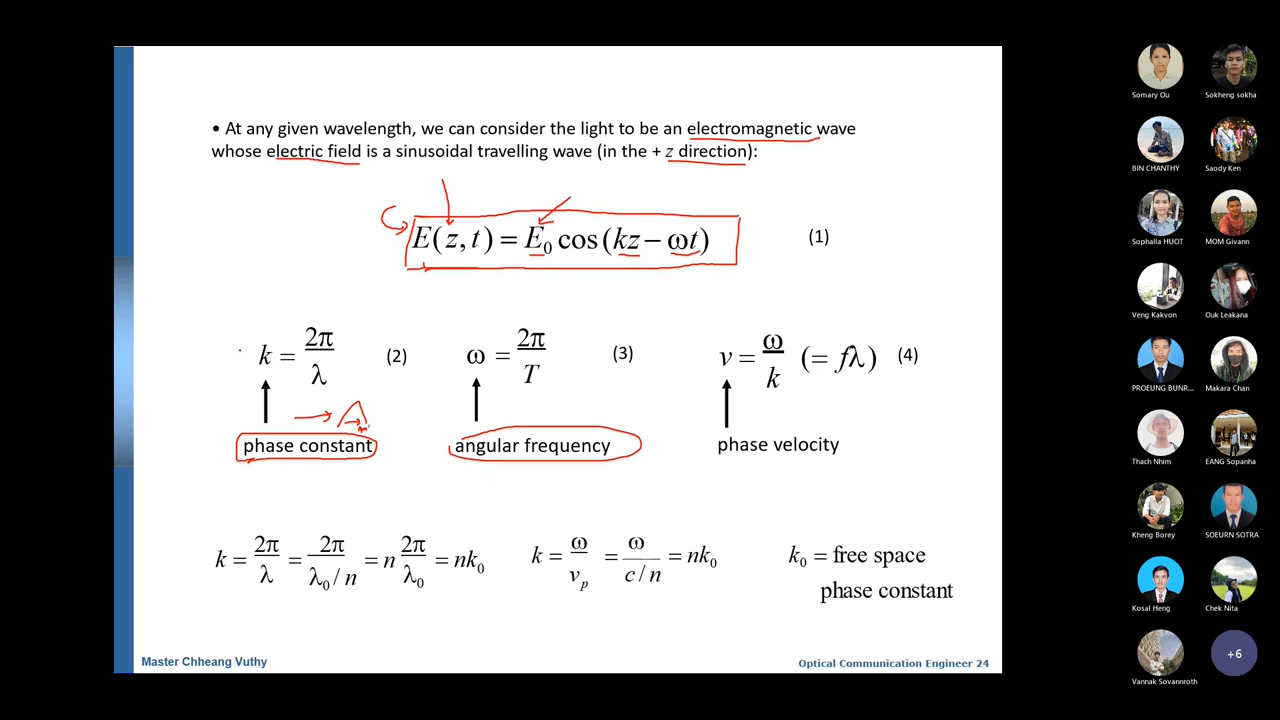 • At any given wavelength, we can consider the light to be an electromagnetic wave
whose electric field is a sinusoidal travelling wave (in the + z direction):
E(z, t) = E₀ cos (kz − ωt) (1)
k = 2π/λ (2) ω = 2π/T (3) v = ω/k (= fλ) (4)
phase constant angular frequency phase velocity
k = 2π/λ = 2π/(λ₀/n) = n 2π/λ₀ = nk₀ k = ω/vₚ = ω/(c/n) = nk₀ k₀ = free space
phase constant
Master Chheang Vuthy Optical Communication Engineer 24
Somary Ou Sokheng sokha
BIN CHANTHY Saody Ken
Sophalla HUOT MOM Givann
Veng Kakvon Ouk Leakana
PROEUNG BUNR... Makara Chan
Thach Nhim EANG Sopanha
Kheng Borey SOEURN SOTRA
Kosal Heng Chek Nita
+6
Vannak Sovannroth